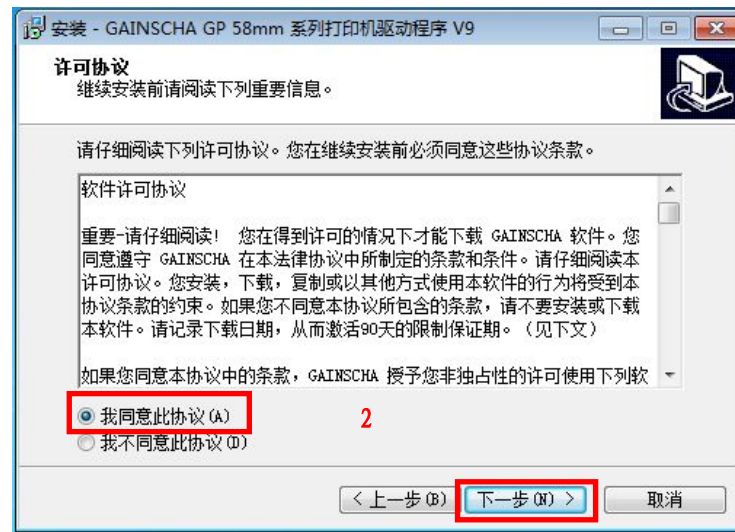 安装 - GAINSCHA GP 58mm 系列打印机驱动程序 V9
许可协议
继续安装前请阅读下列重要信息。
请仔细阅读下列许可协议。您在继续安装前必须同意这些协议条款。
软件许可协议
重要-请仔细阅读! 您在得到许可的情况下才能下载 GAINSCHA 软件。您
同意遵守 GAINSCHA 在本法律协议中所制定的条款和条件。请仔细阅读本
许可协议。您安装，下载，复制或以其他方式使用本软件的行为将受到本
协议条款的约束。如果您不同意本协议所包含的条款，请不要安装或下载
本软件。请记录下载日期，从而激活90天的限制保证期。（见下文）
如果您同意本协议中的条款，GAINSCHA 授予您非独占性的许可使用下列软
我同意此协议(A)
2
我不同意此协议(D)
< 上一步(B)
下一步(N) >
取消